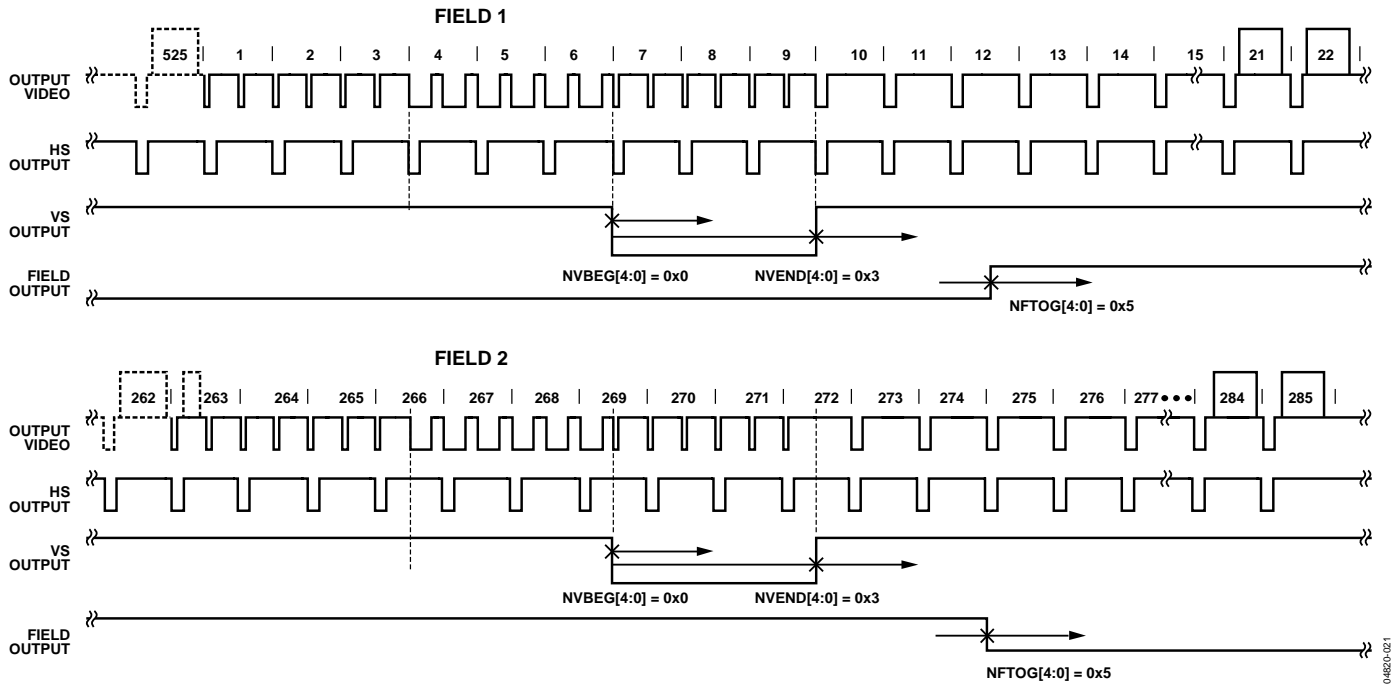 FIELD 1
525 1 2 3 4 5 6 7 8 9 10 11 12 13 14 15 21 22
OUTPUT
VIDEO
HS
OUTPUT
VS
OUTPUT
NVBEG[4:0] = 0x0 NVEND[4:0] = 0x3
FIELD
OUTPUT
NFTOG[4:0] = 0x5
FIELD 2
262 263 264 265 266 267 268 269 270 271 272 273 274 275 276 277 ••• 284 285
OUTPUT
VIDEO
HS
OUTPUT
VS
OUTPUT
NVBEG[4:0] = 0x0 NVEND[4:0] = 0x3
FIELD
OUTPUT
NFTOG[4:0] = 0x5
04820-021